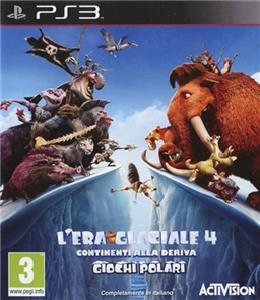 PS3
L'ERA GLACIALE 4
CONTINENTI ALLA DERIVA
GIOCHI POLARI
3
www.pegi.info
Completamente in italiano
ACTIVISION